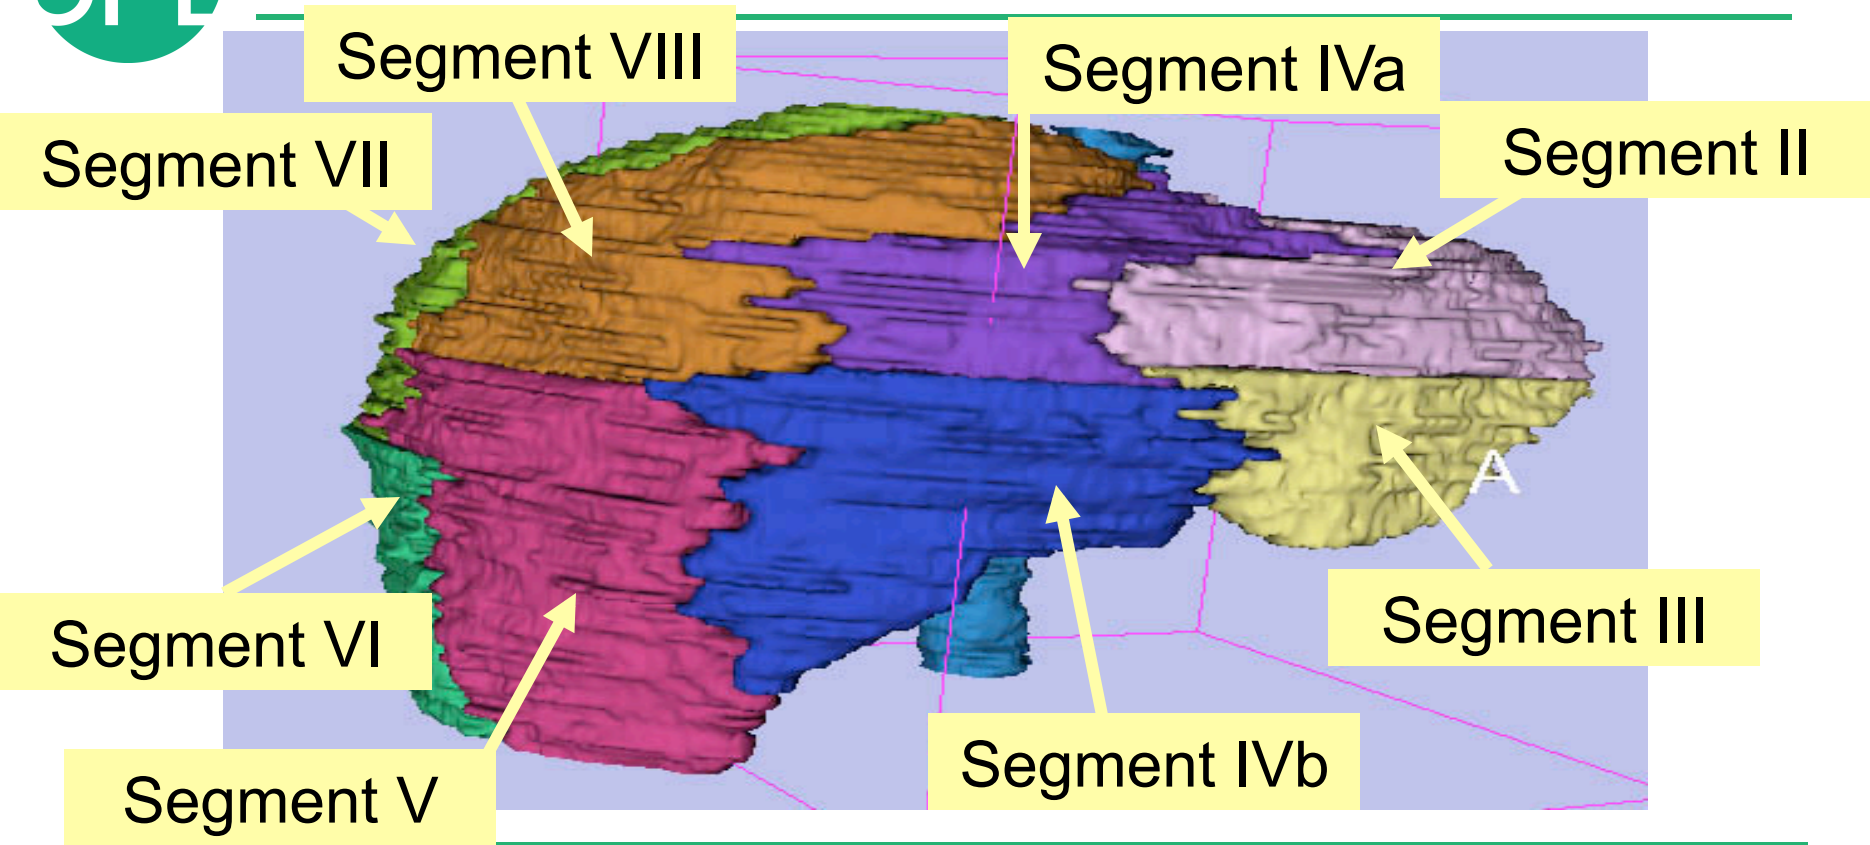 Segment VIII
Segment IVa
Segment VII
Segment II
A
Segment VI
Segment III
Segment V
Segment IVb